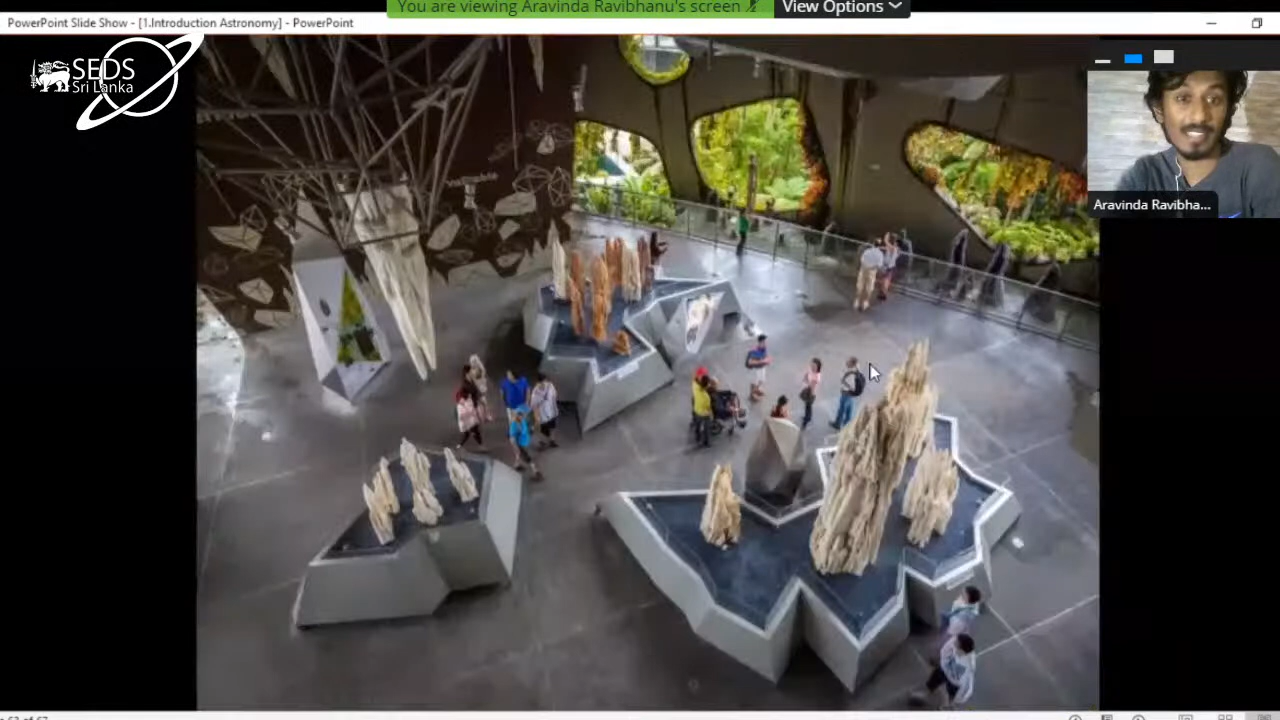 You are viewing Aravinda Ravibhanu's screen
View Options
PowerPoint Slide Show - [1.Introduction Astronomy] - PowerPoint
SEDS
Sri Lanka
Aravinda Ravibha...